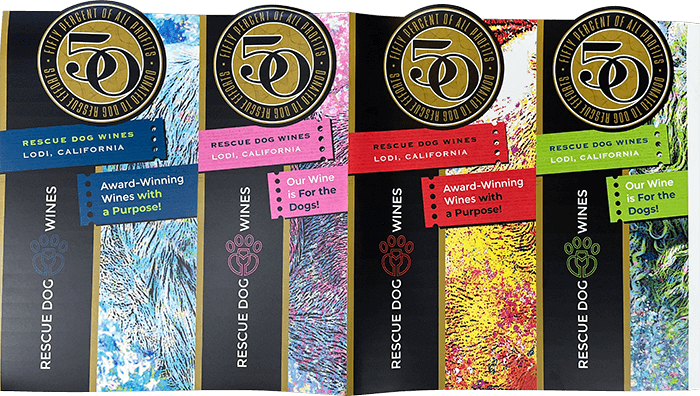 FIFTY PERCENT OF ALL PROFITS •
DONATED TO DOG RESCUE EFFORTS •
50
RESCUE DOG WINES
LODI, CALIFORNIA
Award-Winning
Wines with
a Purpose!
RESCUE DOG WINES
FIFTY PERCENT OF ALL PROFITS •
DONATED TO DOG RESCUE EFFORTS •
50
RESCUE DOG WINES
LODI, CALIFORNIA
Our Wine
is For the
Dogs!
RESCUE DOG WINES
FIFTY PERCENT OF ALL PROFITS •
DONATED TO DOG RESCUE EFFORTS •
50
RESCUE DOG WINES
LODI, CALIFORNIA
Award-Winning
Wines with
a Purpose!
RESCUE DOG WINES
FIFTY PERCENT OF ALL PROFITS •
DONATED TO DOG RESCUE EFFORTS •
50
RESCUE DOG WINES
LODI, CALIFORNIA
Our Wine
is For the
Dogs!
RESCUE DOG WINES